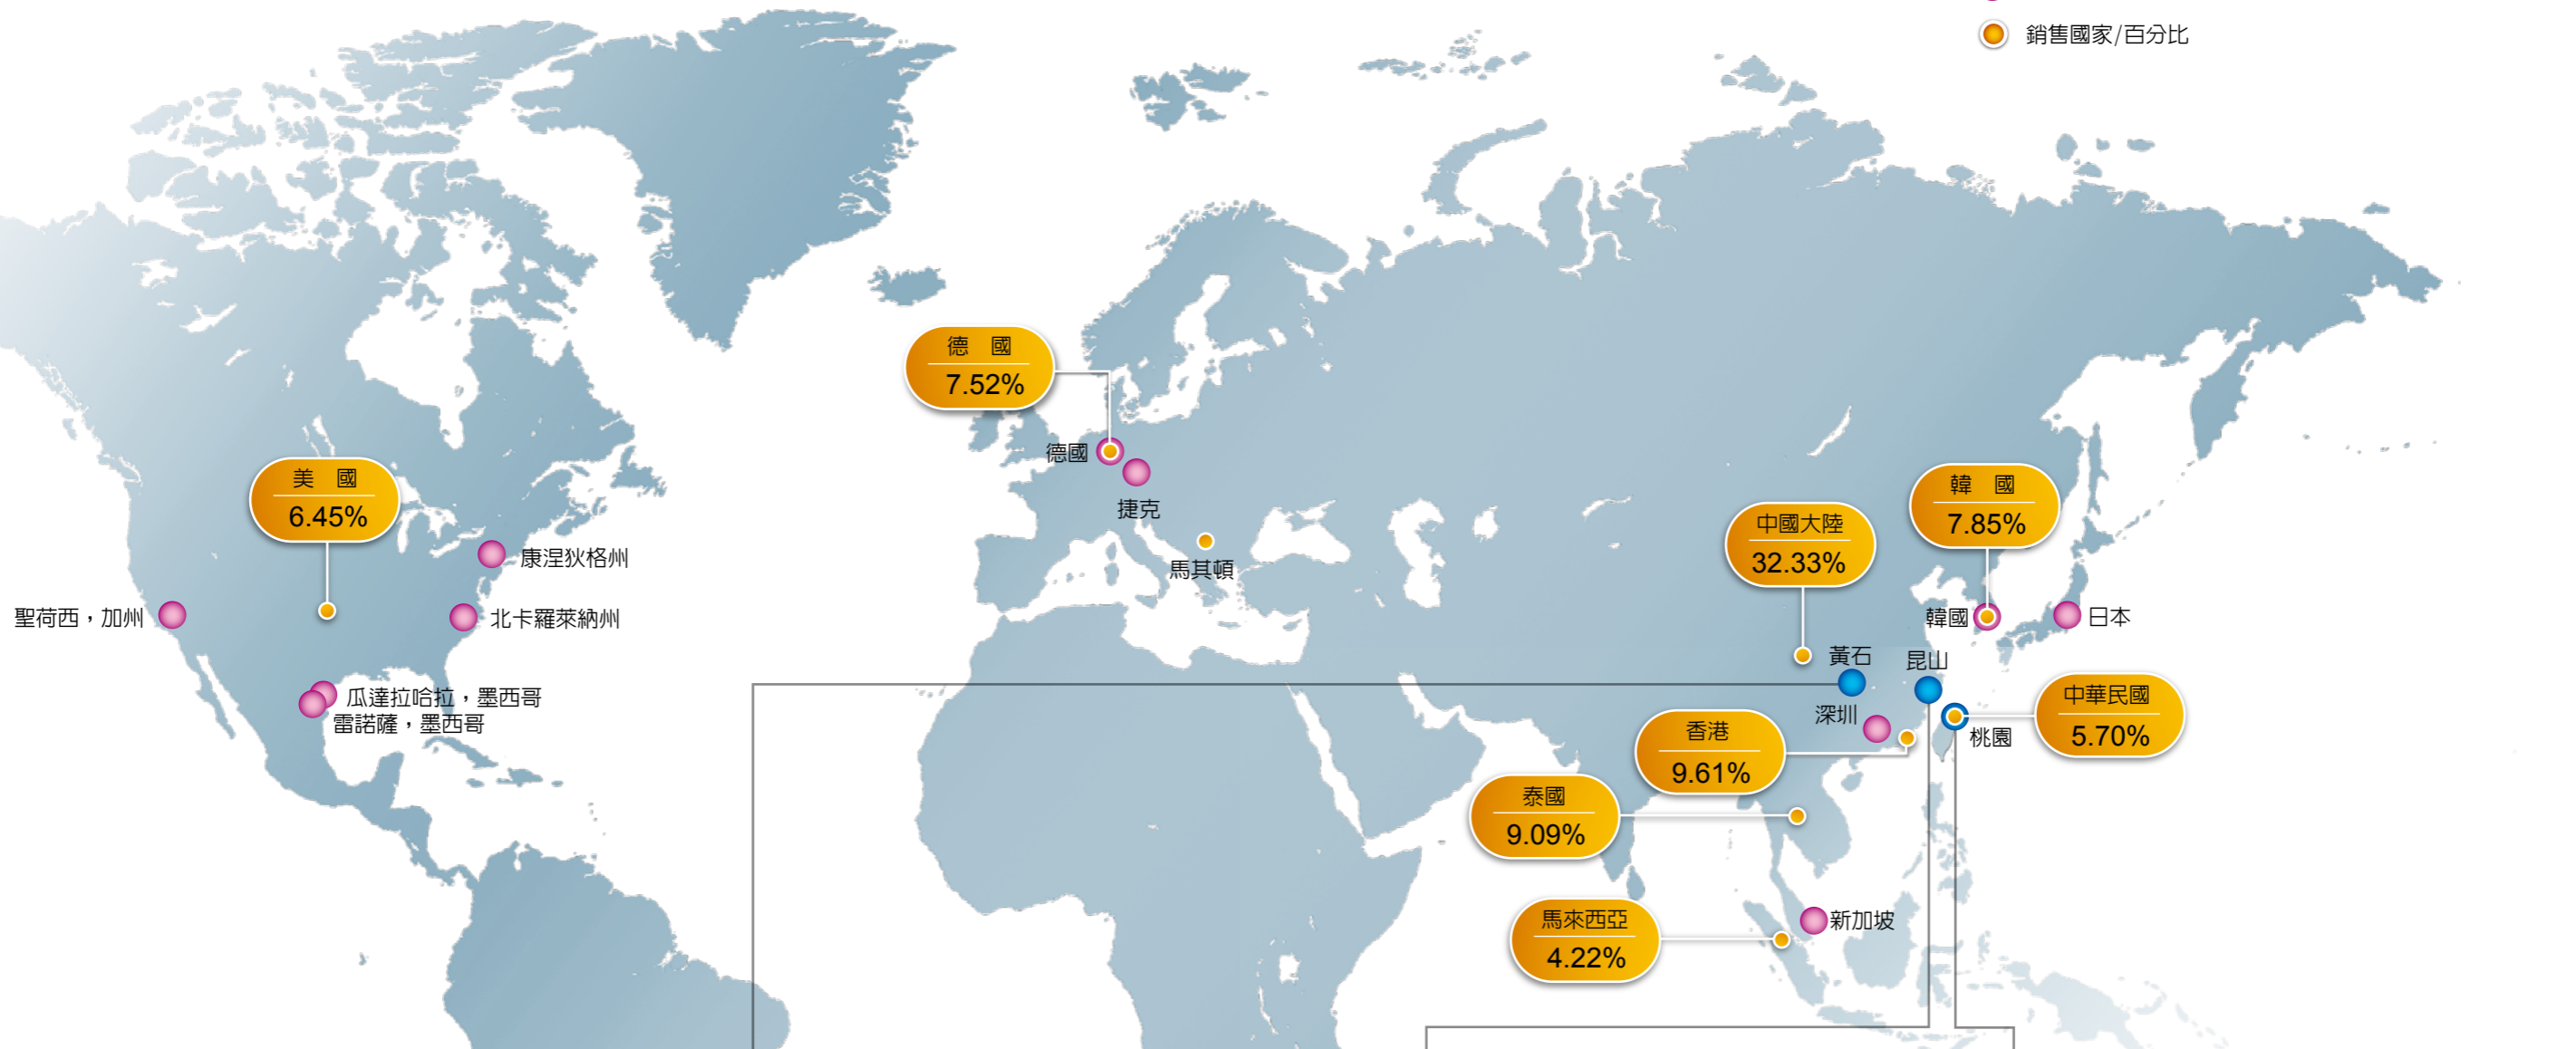 銷售國家/百分比
德 國
7.52%
德國
捷克
馬其頓
美 國
6.45%
康涅狄格州
聖荷西，加州
北卡羅萊納州
瓜達拉哈拉，墨西哥
雷諾薩，墨西哥
韓 國
7.85%
中國大陸
32.33%
韓國
日本
黃石
昆山
深圳
中華民國
5.70%
桃園
香港
9.61%
泰國
9.09%
馬來西亞
4.22%
新加坡